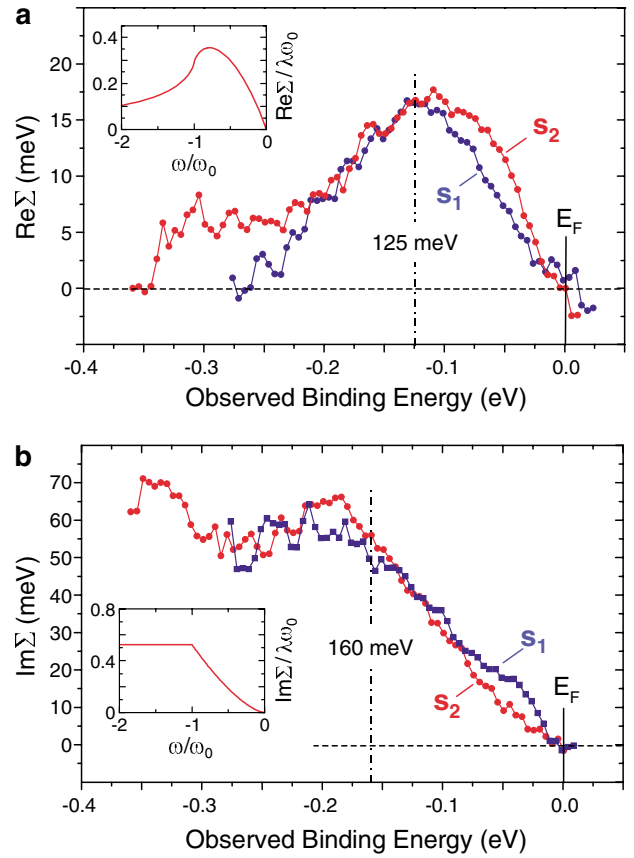 a
0.4
0.2
0
-2
-1
0
ω/ω₀
ReΣ/λω₀
20
15
10
5
0
ReΣ (meV)
S₂
S₁
125 meV
E_F
-0.4
-0.3
-0.2
-0.1
0.0
Observed Binding Energy (eV)
b
70
60
50
40
30
20
10
0
ImΣ (meV)
0.8
0.4
0
-2
-1
0
ω/ω₀
ImΣ/λω₀
160 meV
S₁
S₂
E_F
-0.4
-0.3
-0.2
-0.1
0.0
Observed Binding Energy (eV)